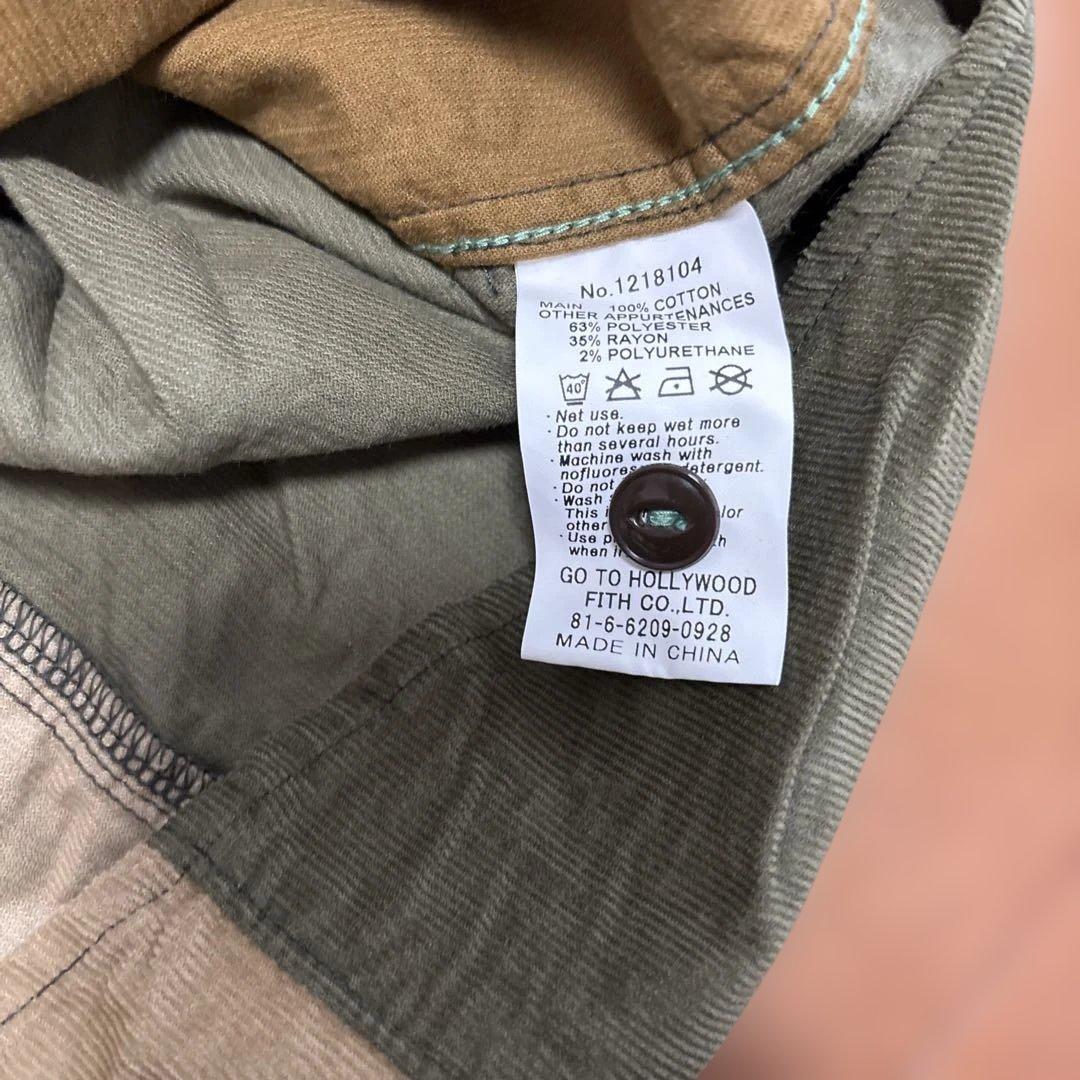 No.1218104
MAIN 100% COTTON
OTHER APPURTENANCES
63% POLYESTER
35% RAYON
2% POLYURETHANE
40°
· Net use.
· Do not keep wet more
than several hours.
· Machine wash with
detergent.
· Do not
· Wash
This
other
· Use
when
GO TO HOLLYWOOD
FITH CO.,LTD.
81-6-6209-0928
MADE IN CHINA